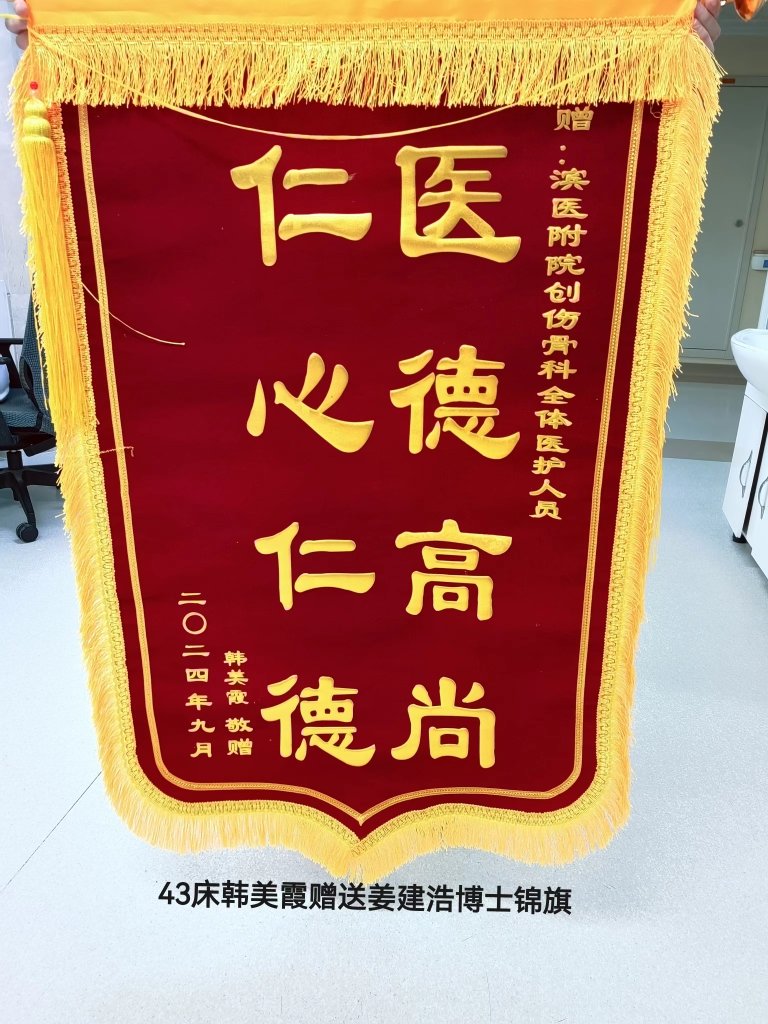 赠：滨医附院创伤骨科全体医护人员
医德高尚
仁心仁德
韩美霞 敬赠
二〇二四年九月
43床韩美霞赠送姜建浩博士锦旗